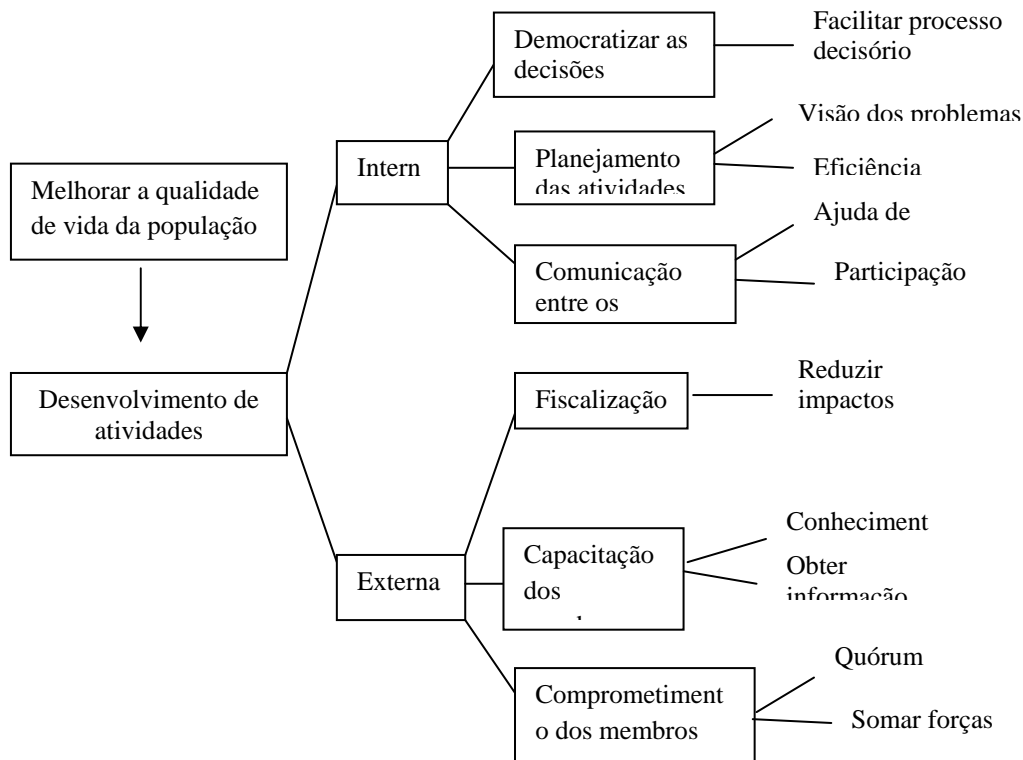 Melhorar a qualidade
de vida da população
Desenvolvimento de
atividades
Intern
Democratizar as
decisões
Facilitar processo
decisório
Planejamento
das atividades
Visão dos problemas
Eficiência
Comunicação
entre os
Ajuda de
Participação
Externa
Fiscalização
Reduzir
impactos
Capacitação
dos
Conheciment
Obter
informação
Comprometiment
o dos membros
Quórum
Somar forças